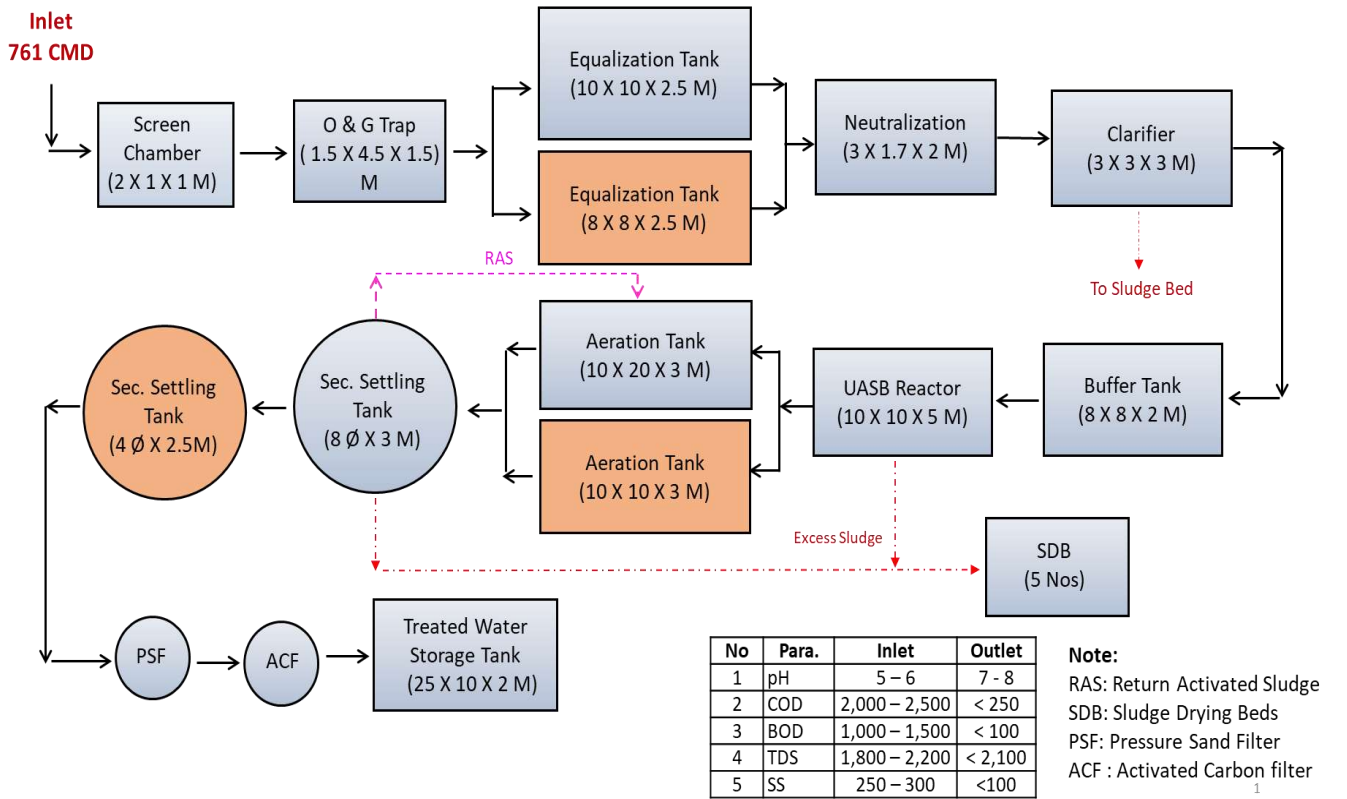 Inlet
761 CMD
Screen
Chamber
(2 X 1 X 1 M)
O & G Trap
( 1.5 X 4.5 X 1.5)
M
Equalization Tank
(10 X 10 X 2.5 M)
Equalization Tank
(8 X 8 X 2.5 M)
Neutralization
(3 X 1.7 X 2 M)
Clarifier
(3 X 3 X 3 M)
To Sludge Bed
Buffer Tank
(8 X 8 X 2 M)
UASB Reactor
(10 X 10 X 5 M)
Aeration Tank
(10 X 20 X 3 M)
Aeration Tank
(10 X 10 X 3 M)
RAS
Sec. Settling
Tank
(8 Ø X 3 M)
Sec. Settling
Tank
(4 Ø X 2.5M)
Excess Sludge
SDB
(5 Nos)
PSF
ACF
Treated Water
Storage Tank
(25 X 10 X 2 M)
No Para. Inlet Outlet
1 pH 5 – 6 7 - 8
2 COD 2,000 – 2,500 < 250
3 BOD 1,000 – 1,500 < 100
4 TDS 1,800 – 2,200 < 2,100
5 SS 250 – 300 <100
Note:
RAS: Return Activated Sludge
SDB: Sludge Drying Beds
PSF: Pressure Sand Filter
ACF : Activated Carbon filter
1